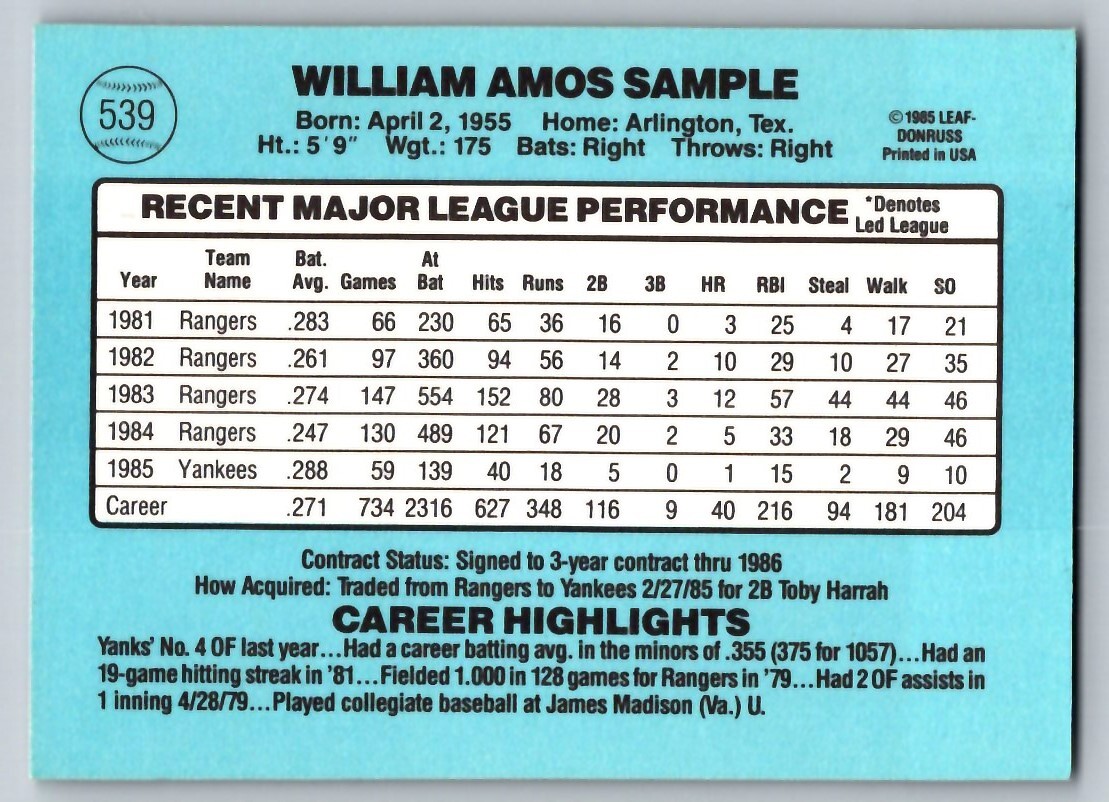 539
WILLIAM AMOS SAMPLE
Born: April 2, 1955 Home: Arlington, Tex.
Ht.: 5'9" Wgt.: 175 Bats: Right Throws: Right
©1985 LEAF-
DONRUSS
Printed in USA
RECENT MAJOR LEAGUE PERFORMANCE
*Denotes
Led League
Year Team Name Bat. Avg. Games At Bat Hits Runs 2B 3B HR RBI Steal Walk SO
1981 Rangers .283 66 230 65 36 16 0 3 25 4 17 21
1982 Rangers .261 97 360 94 56 14 2 10 29 10 27 35
1983 Rangers .274 147 554 152 80 28 3 12 57 44 44 46
1984 Rangers .247 130 489 121 67 20 2 5 33 18 29 46
1985 Yankees .288 59 139 40 18 5 0 1 15 2 9 10
Career .271 734 2316 627 348 116 9 40 216 94 181 204
Contract Status: Signed to 3-year contract thru 1986
How Acquired: Traded from Rangers to Yankees 2/27/85 for 2B Toby Harrah
CAREER HIGHLIGHTS
Yanks' No. 4 OF last year...Had a career batting avg. in the minors of .355 (375 for 1057)...Had an
19-game hitting streak in '81...Fielded 1.000 in 128 games for Rangers in '79...Had 2 OF assists in
1 inning 4/28/79...Played collegiate baseball at James Madison (Va.) U.